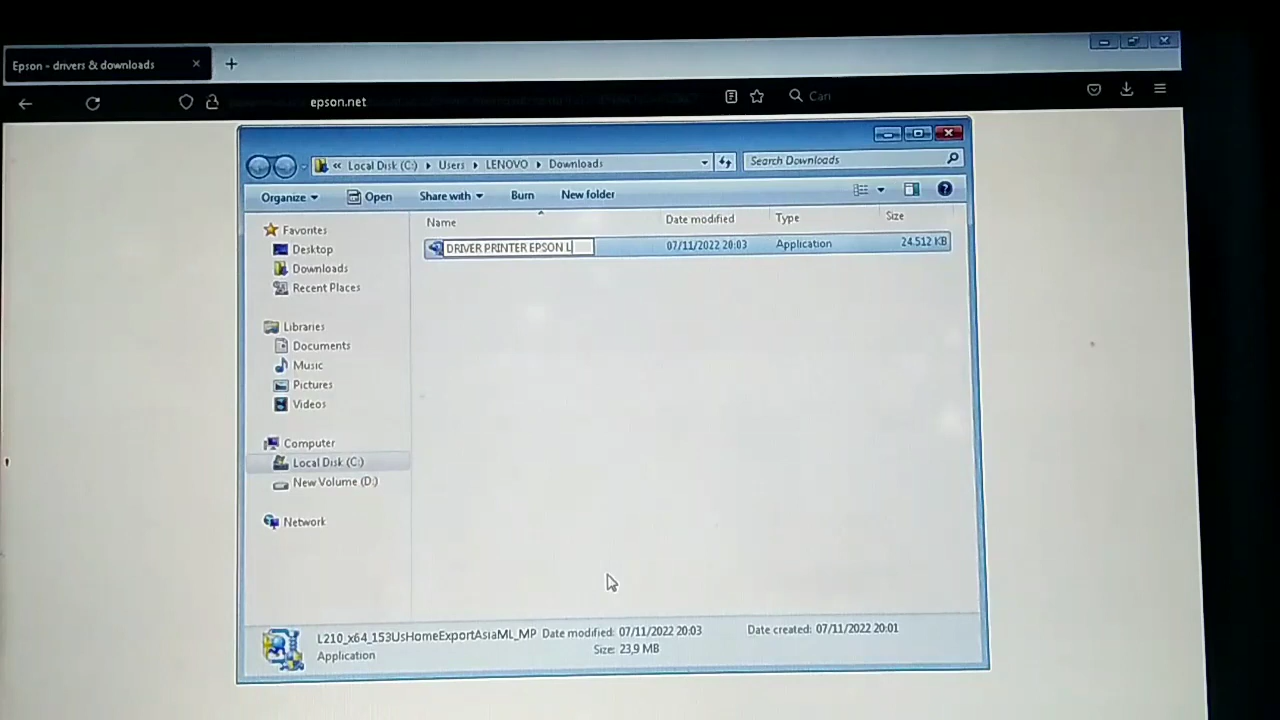 Epson - drivers & downloads
epson.net
Cari
Local Disk (C:) Users LENOVO Downloads
Search Downloads
Organize Open Share with Burn New folder
Name Date modified Type Size
DRIVER PRINTER EPSON L 07/11/2022 20:03 Application 24.512 KB
Favorites
Desktop
Downloads
Recent Places
Libraries
Documents
Music
Pictures
Videos
Computer
Local Disk (C:)
New Volume (D:)
Network
L210_x64_153UsHomeExportAsiaML_MP Date modified: 07/11/2022 20:03 Date created: 07/11/2022 20:01
Application Size: 23,9 MB